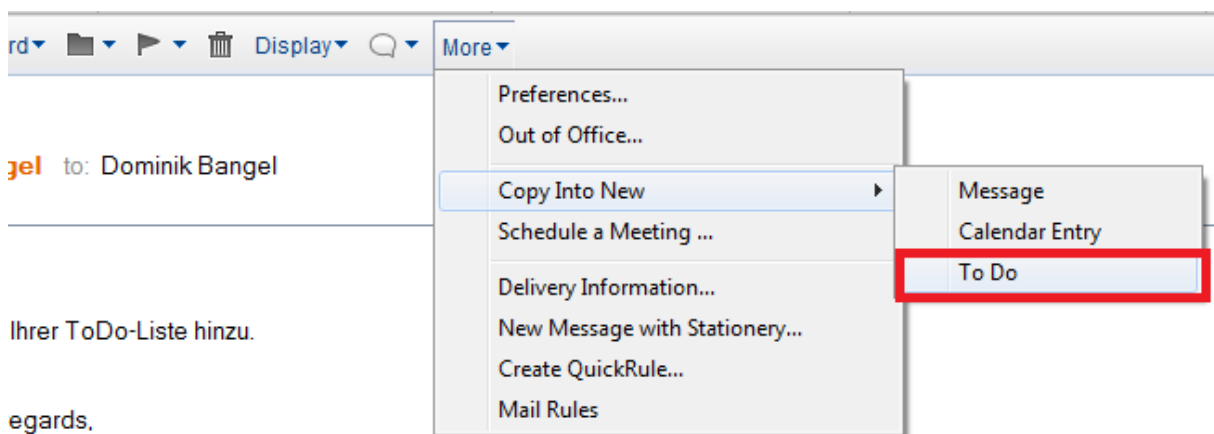 rd Display More
Preferences...
Out of Office...
gel to: Dominik Bangel
Copy Into New
Message
Schedule a Meeting ...
Calendar Entry
To Do
Delivery Information...
Ihrer ToDo-Liste hinzu.
New Message with Stationery...
Create QuickRule...
Mail Rules
egards,